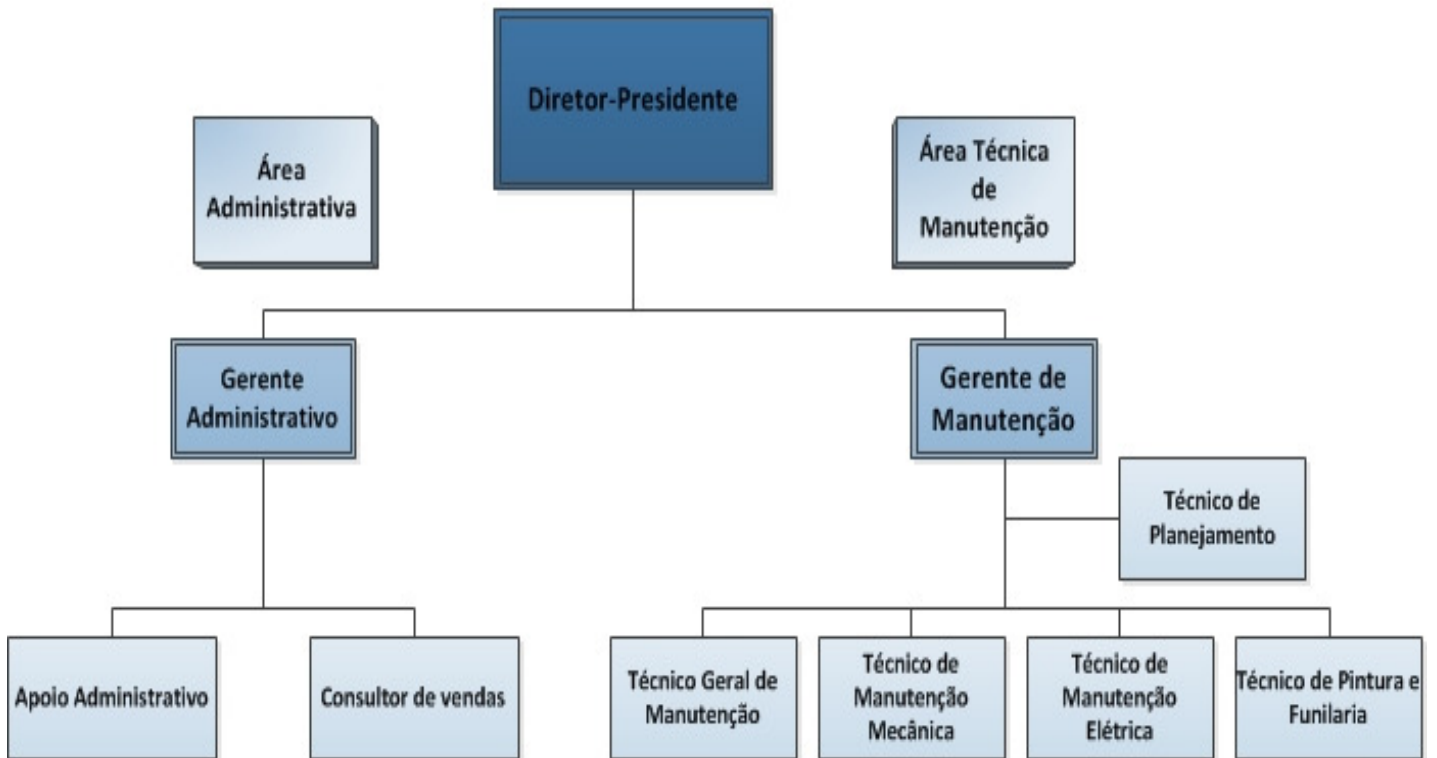 Diretor-Presidente
Área
Administrativa
Área Técnica
de
Manutenção
Gerente
Administrativo
Gerente de
Manutenção
Técnico de
Planejamento
Apoio Administrativo
Consultor de vendas
Técnico Geral de
Manutenção
Técnico de
Manutenção
Mecânica
Técnico de
Manutenção
Elétrica
Técnico de Pintura e
Funilaria